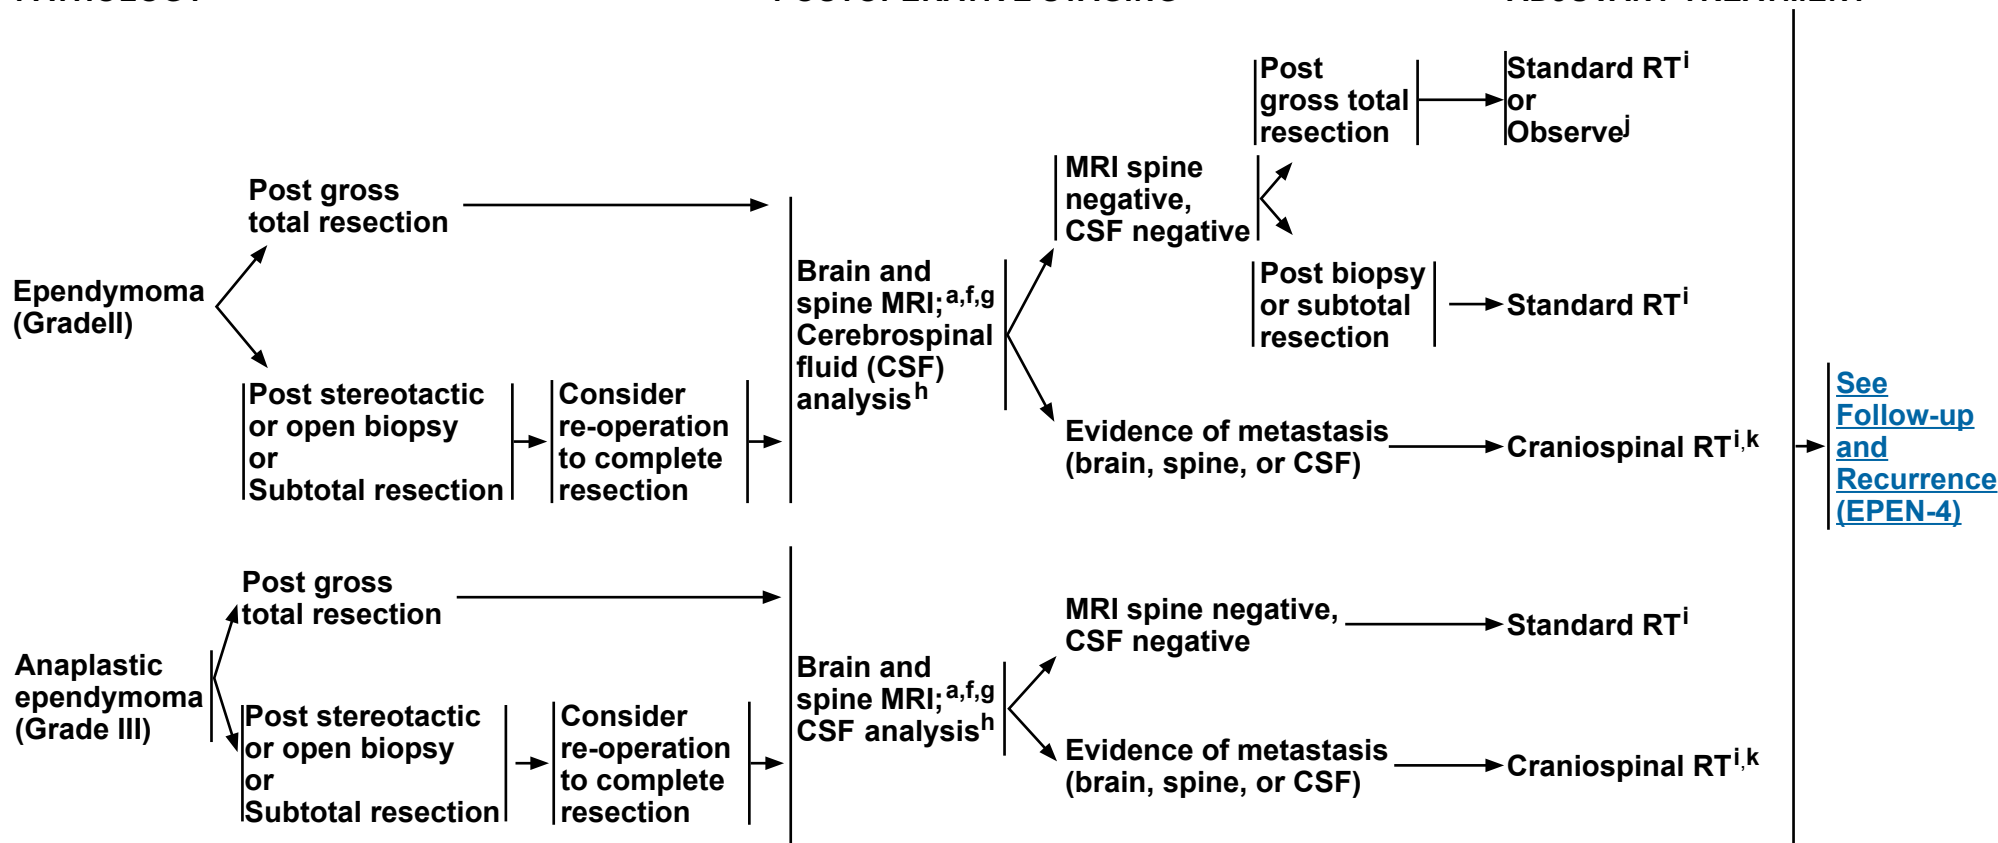 PATHOLOGY
POSTOPERATIVE STAGING
ADJUVANT TREATMENT
Ependymoma
(GradeII)
Post gross
total resection
Post stereotactic
or open biopsy
or
Subtotal resection
Consider
re-operation
to complete
resection
Brain and
spine MRI;a,f,g
Cerebrospinal
fluid (CSF)
analysish
MRI spine
negative,
CSF negative
Post
gross total
resection
Standard RTi
or
Observej
Post biopsy
or subtotal
resection
Standard RTi
Evidence of metastasis
(brain, spine, or CSF)
Craniospinal RTi,k
See
Follow-up
and
Recurrence
(EPEN-4)
Anaplastic
ependymoma
(Grade III)
Post gross
total resection
Post stereotactic
or open biopsy
or
Subtotal resection
Consider
re-operation
to complete
resection
Brain and
spine MRI;a,f,g
CSF analysish
MRI spine negative,
CSF negative
Standard RTi
Evidence of metastasis
(brain, spine, or CSF)
Craniospinal RTi,k